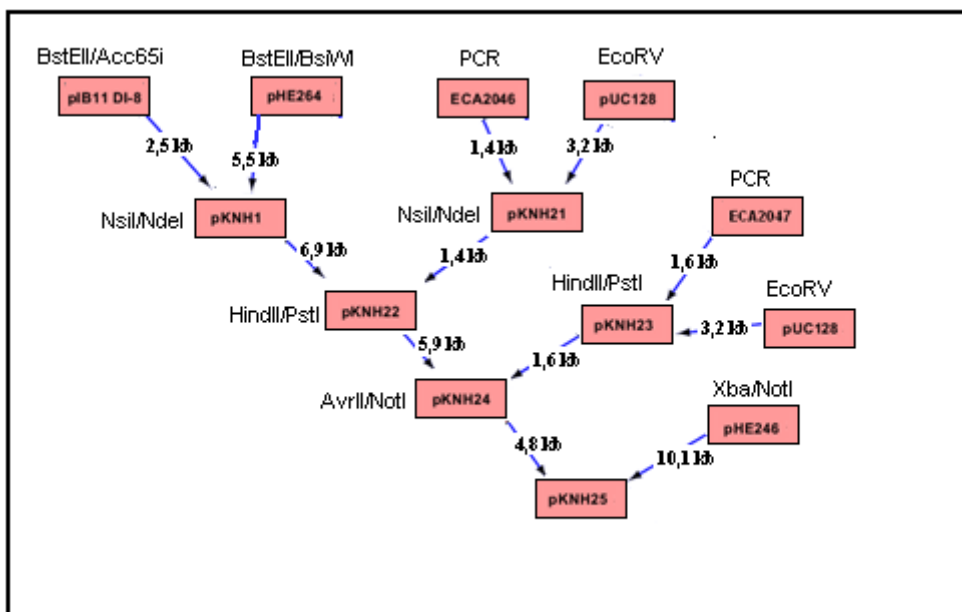 BstEII/Acc65i
BstEII/BsiWI
PCR
EcoRV
pIB11 DI-8
pHE264
ECA2046
pUC128
2,5 kb
5,5 kb
1,4 kb
3,2 kb
PCR
NsiI/NdeI
pKNH1
NsiI/NdeI
pKNH21
ECA2047
6,9 kb
1,4 kb
1,6 kb
HindII/PstI
EcoRV
HindII/PstI
pKNH22
pKNH23
3,2 kb
pUC128
5,9 kb
1,6 kb
Xba/NotI
AvrII/NotI
pKNH24
pHE246
4,8 kb
10,1 kb
pKNH25